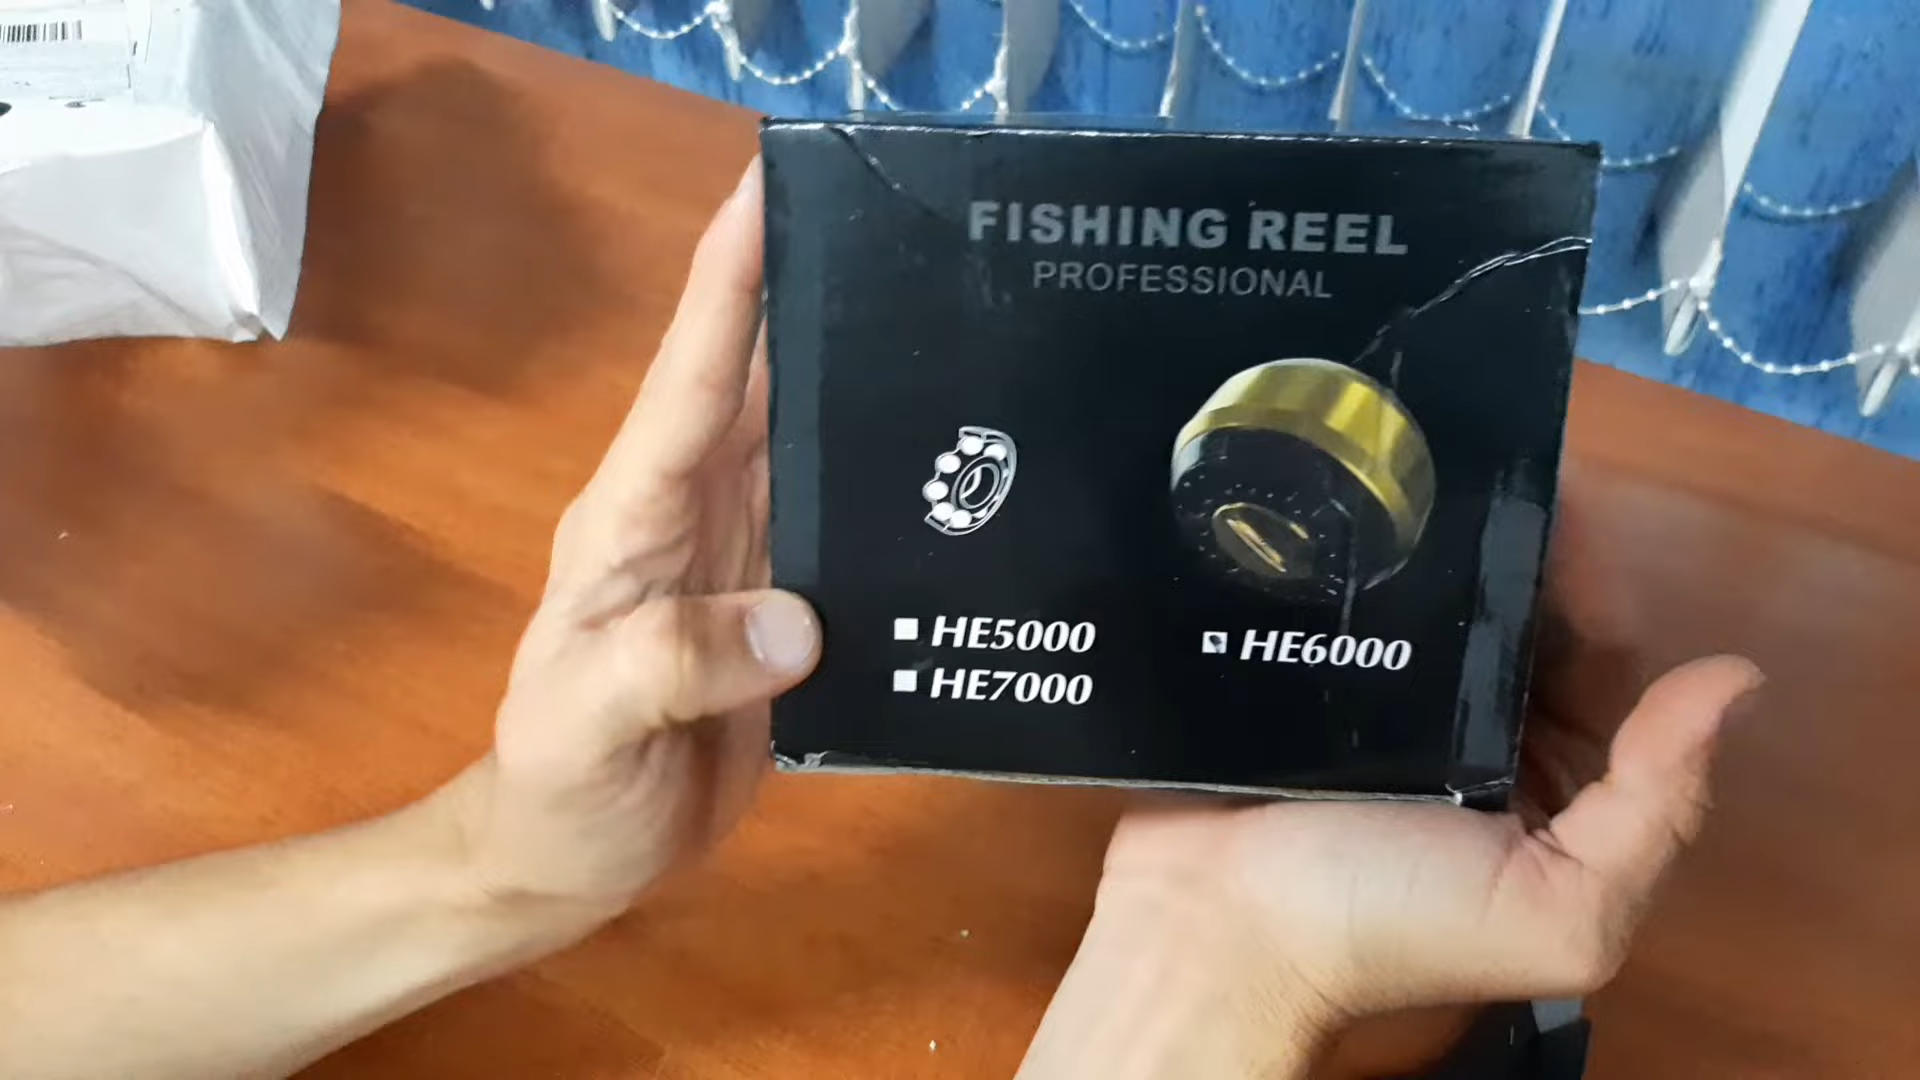 FISHING REEL
PROFESSIONAL
HE5000
HE7000
HE6000